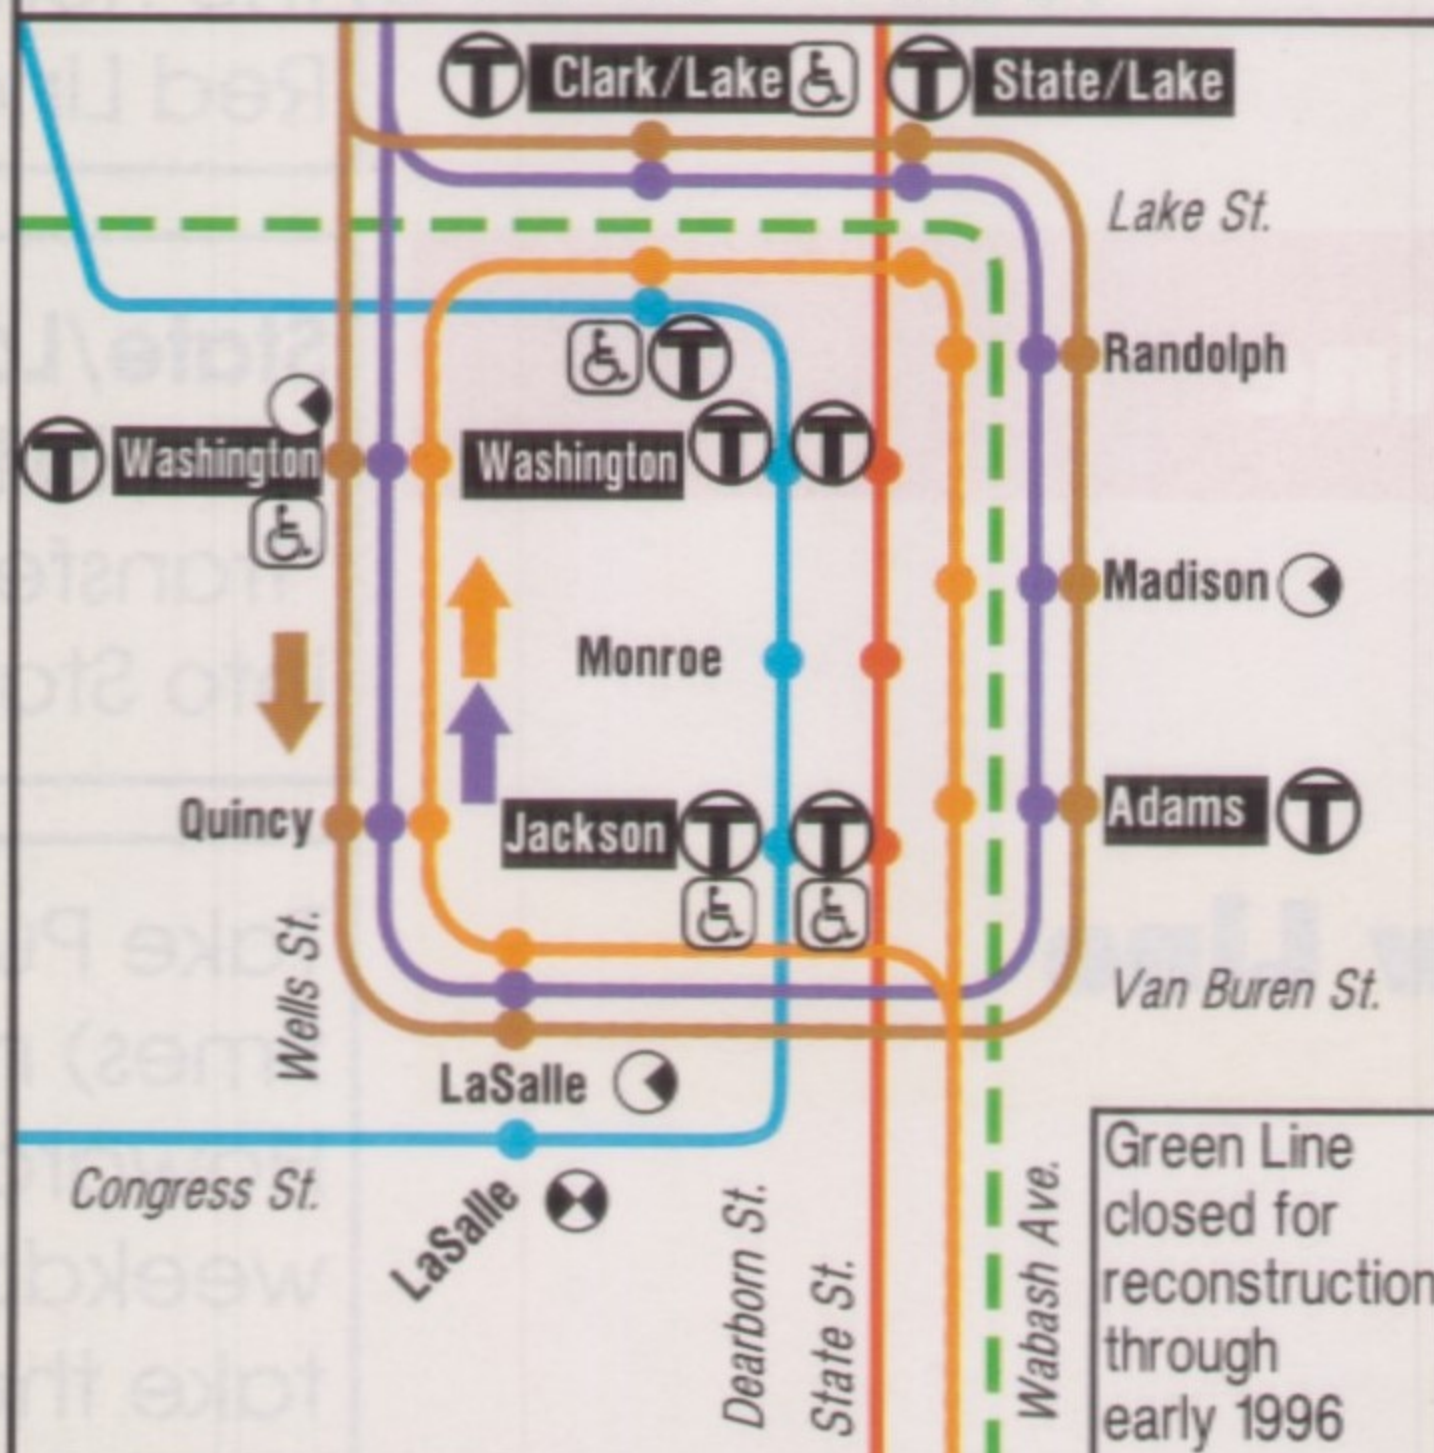 Clark/Lake
State/Lake
Lake St.
Randolph
Washington
Washington
Madison
Monroe
Quincy
Jackson
Adams
Wells St.
Van Buren St.
LaSalle
Congress St.
LaSalle
Dearborn St.
State St.
Wabash Ave.
Green Line
closed for
reconstruction
through
early 1996